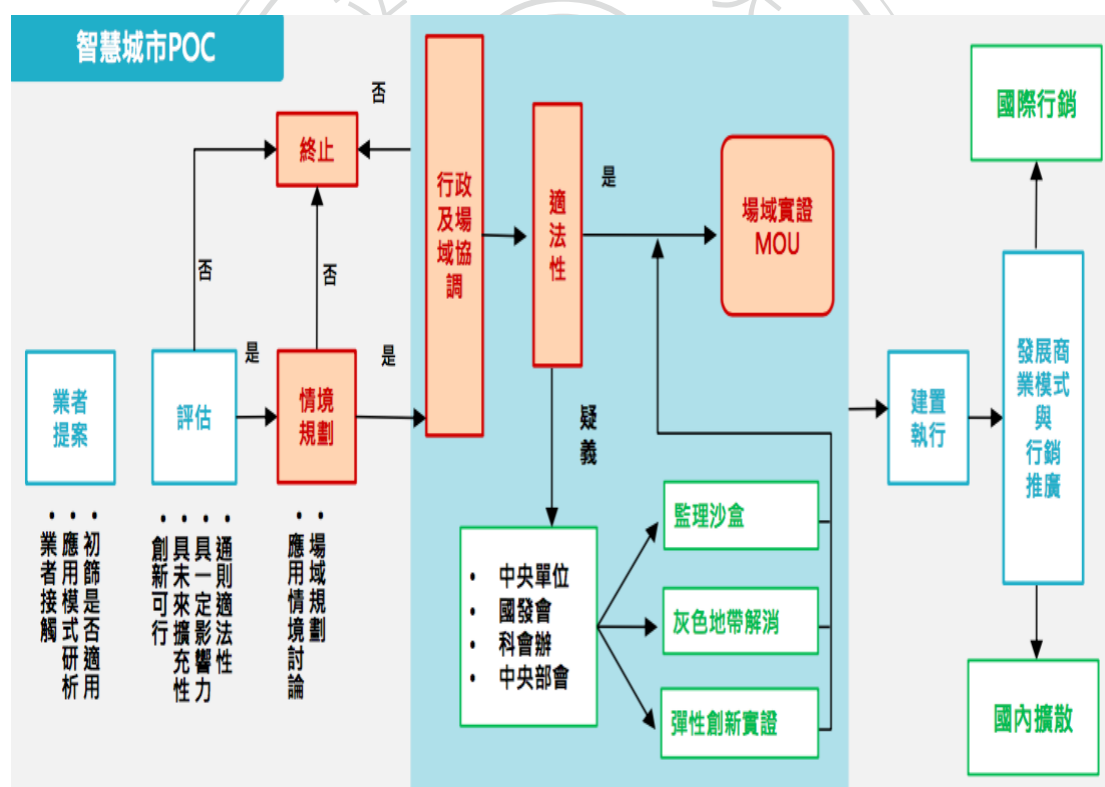 智慧城市POC
否
終止
否
否
業者
提案
評估
是
情境
規劃
是
行政
及場
域協
調
適
法
性
是
場域實證
MOU
疑
義
• 中央單位
• 國發會
• 科會辦
• 中央部會
監理沙盒
灰色地帶解消
彈性創新實證
建置
執行
發展商
業模式
與
行銷
推廣
國際行銷
國內擴散
• 初篩是否適用
• 應用模式研析
• 業者接觸
• 通則適法性
• 具一定影響力
• 具未來擴充性
• 創新可行
• 場域規劃
• 應用情境討論